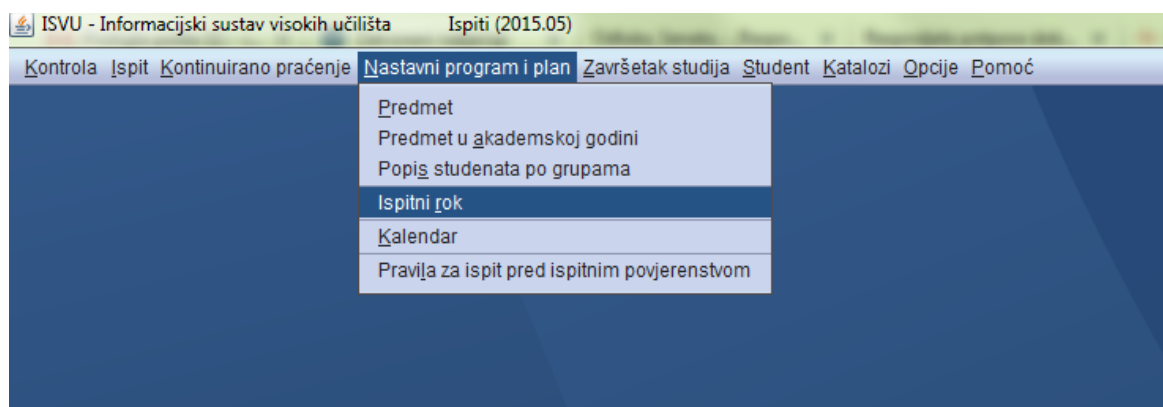 ISVU - Informacijski sustav visokih učilišta Ispiti (2015.05)
Kontrola Ispit Kontinuirano praćenje Nastavni program i plan Završetak studija Student Katalozi Opcije Pomoć
Predmet
Predmet u akademskoj godini
Popis studenata po grupama
Ispitni rok
Kalendar
Pravila za ispit pred ispitnim povjerenstvom